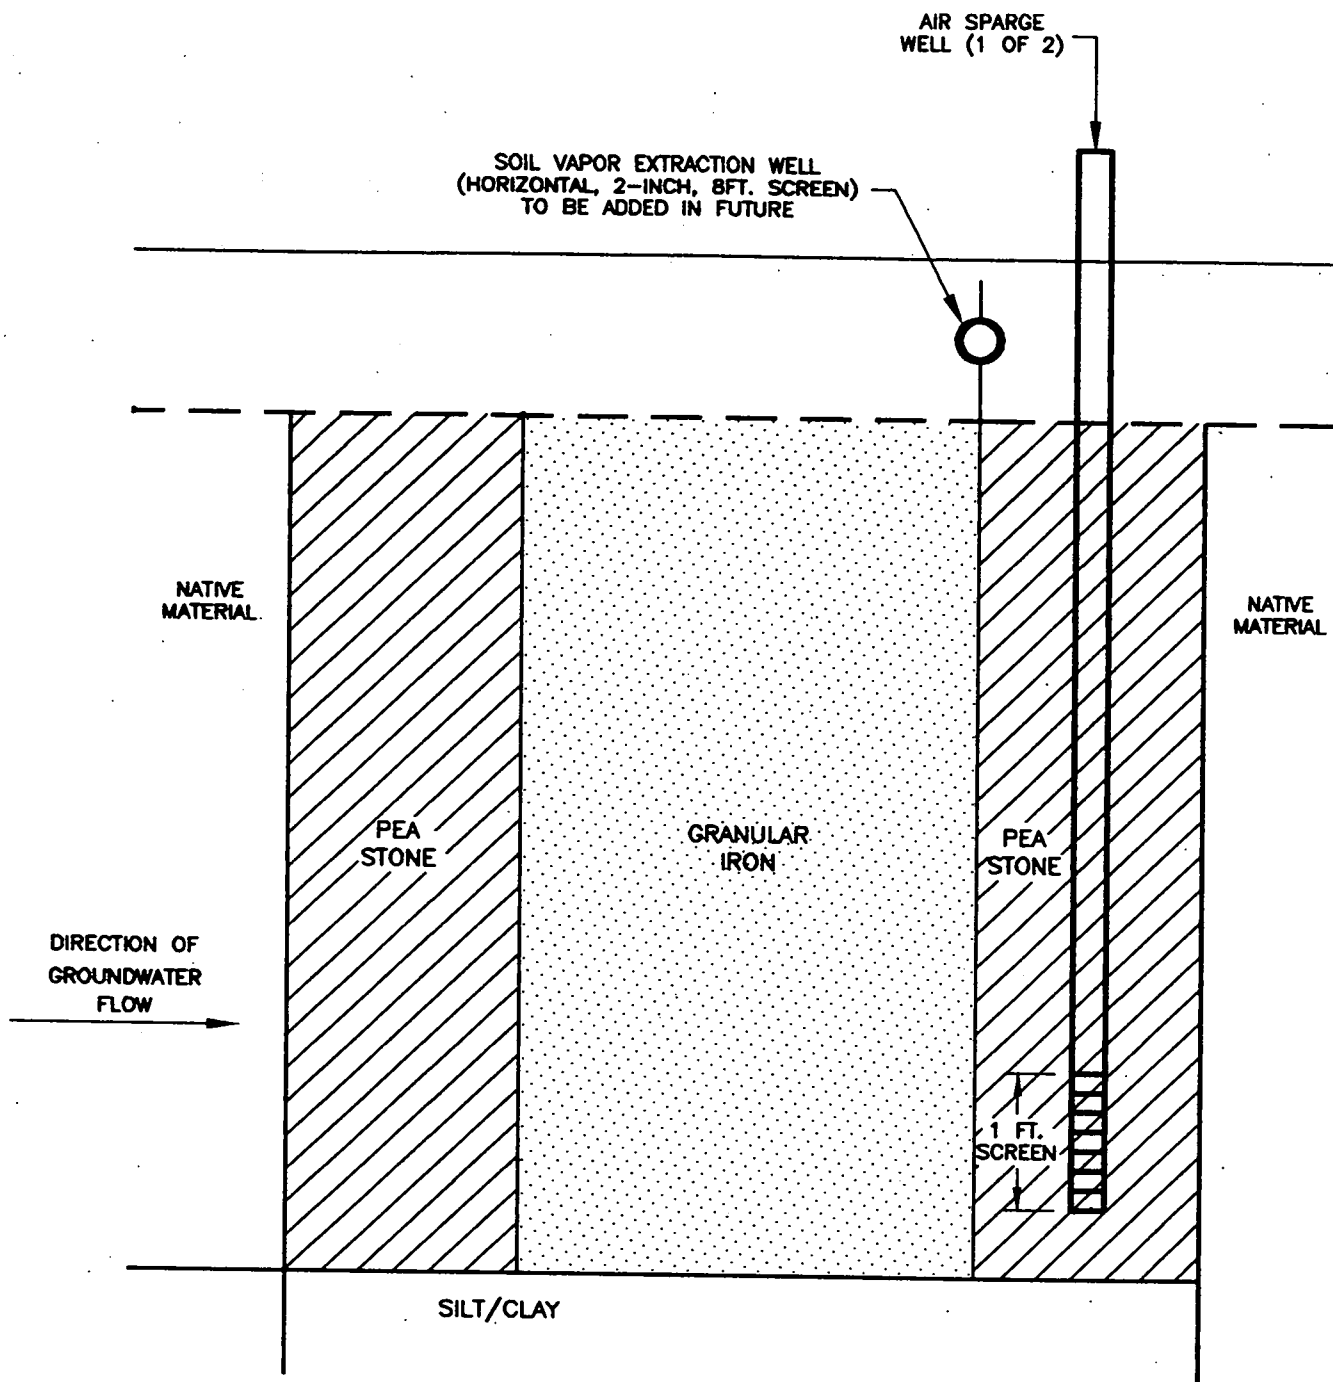 AIR SPARGE
WELL (1 OF 2)
SOIL VAPOR EXTRACTION WELL
(HORIZONTAL, 2-INCH, 8FT. SCREEN)
TO BE ADDED IN FUTURE
NATIVE
MATERIAL
NATIVE
MATERIAL
PEA
STONE
GRANULAR
IRON
PEA
STONE
DIRECTION OF
GROUNDWATER
FLOW
1 FT.
SCREEN
SILT/CLAY